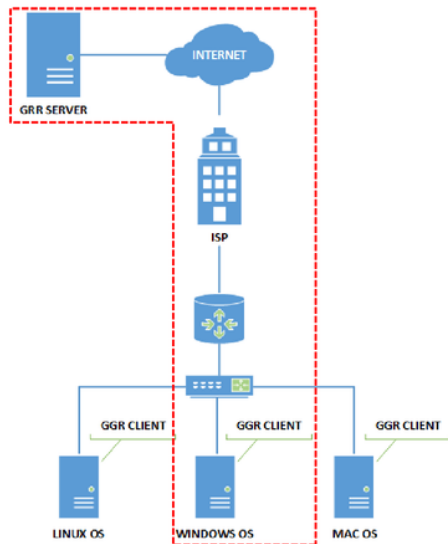 INTERNET
GRR SERVER
ISP
GGR CLIENT
GGR CLIENT
GGR CLIENT
LINUX OS
WINDOWS OS
MAC OS